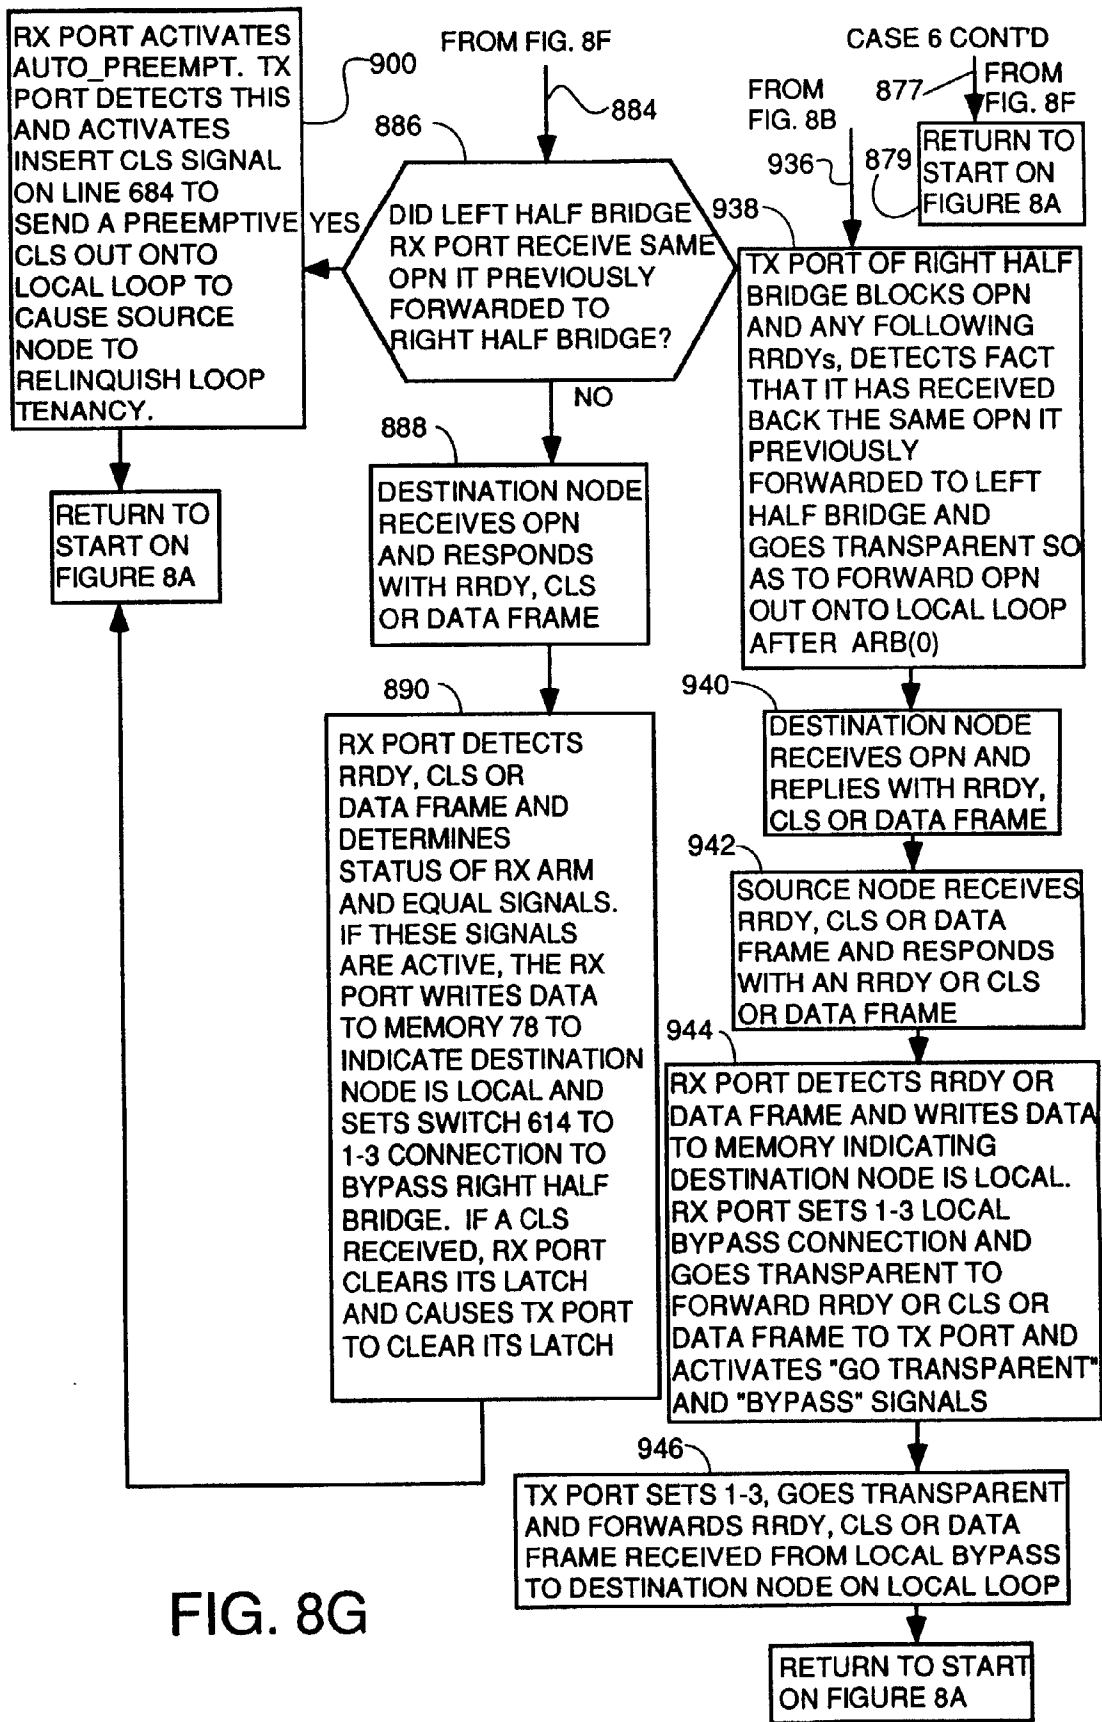 RX PORT ACTIVATES
AUTO_PREEMPT. TX
PORT DETECTS THIS
AND ACTIVATES
INSERT CLS SIGNAL
ON LINE 684 TO
SEND A PREEMPTIVE
CLS OUT ONTO
LOCAL LOOP TO
CAUSE SOURCE
NODE TO
RELINQUISH LOOP
TENANCY.
900
RETURN TO
START ON
FIGURE 8A
FROM FIG. 8F
884
886
DID LEFT HALF BRIDGE
RX PORT RECEIVE SAME
OPN IT PREVIOUSLY
FORWARDED TO
RIGHT HALF BRIDGE?
YES
NO
888
DESTINATION NODE
RECEIVES OPN
AND RESPONDS
WITH RRDY, CLS
OR DATA FRAME
890
RX PORT DETECTS
RRDY, CLS OR
DATA FRAME AND
DETERMINES
STATUS OF RX ARM
AND EQUAL SIGNALS.
IF THESE SIGNALS
ARE ACTIVE, THE RX
PORT WRITES DATA
TO MEMORY 78 TO
INDICATE DESTINATION
NODE IS LOCAL AND
SETS SWITCH 614 TO
1-3 CONNECTION TO
BYPASS RIGHT HALF
BRIDGE. IF A CLS
RECEIVED, RX PORT
CLEARS ITS LATCH
AND CAUSES TX PORT
TO CLEAR ITS LATCH
CASE 6 CONT'D
877
FROM
FIG. 8F
879
RETURN TO
START ON
FIGURE 8A
FROM
FIG. 8B
936
938
TX PORT OF RIGHT HALF
BRIDGE BLOCKS OPN
AND ANY FOLLOWING
RRDYs, DETECTS FACT
THAT IT HAS RECEIVED
BACK THE SAME OPN IT
PREVIOUSLY
FORWARDED TO LEFT
HALF BRIDGE AND
GOES TRANSPARENT SO
AS TO FORWARD OPN
OUT ONTO LOCAL LOOP
AFTER ARB(0)
940
DESTINATION NODE
RECEIVES OPN AND
REPLIES WITH RRDY,
CLS OR DATA FRAME
942
SOURCE NODE RECEIVES
RRDY, CLS OR DATA
FRAME AND RESPONDS
WITH AN RRDY OR CLS
OR DATA FRAME
944
RX PORT DETECTS RRDY OR
DATA FRAME AND WRITES DATA
TO MEMORY INDICATING
DESTINATION NODE IS LOCAL.
RX PORT SETS 1-3 LOCAL
BYPASS CONNECTION AND
GOES TRANSPARENT TO
FORWARD RRDY OR CLS OR
DATA FRAME TO TX PORT AND
ACTIVATES "GO TRANSPARENT"
AND "BYPASS" SIGNALS
946
TX PORT SETS 1-3, GOES TRANSPARENT
AND FORWARDS RRDY, CLS OR DATA
FRAME RECEIVED FROM LOCAL BYPASS
TO DESTINATION NODE ON LOCAL LOOP
RETURN TO START
ON FIGURE 8A
FIG. 8G